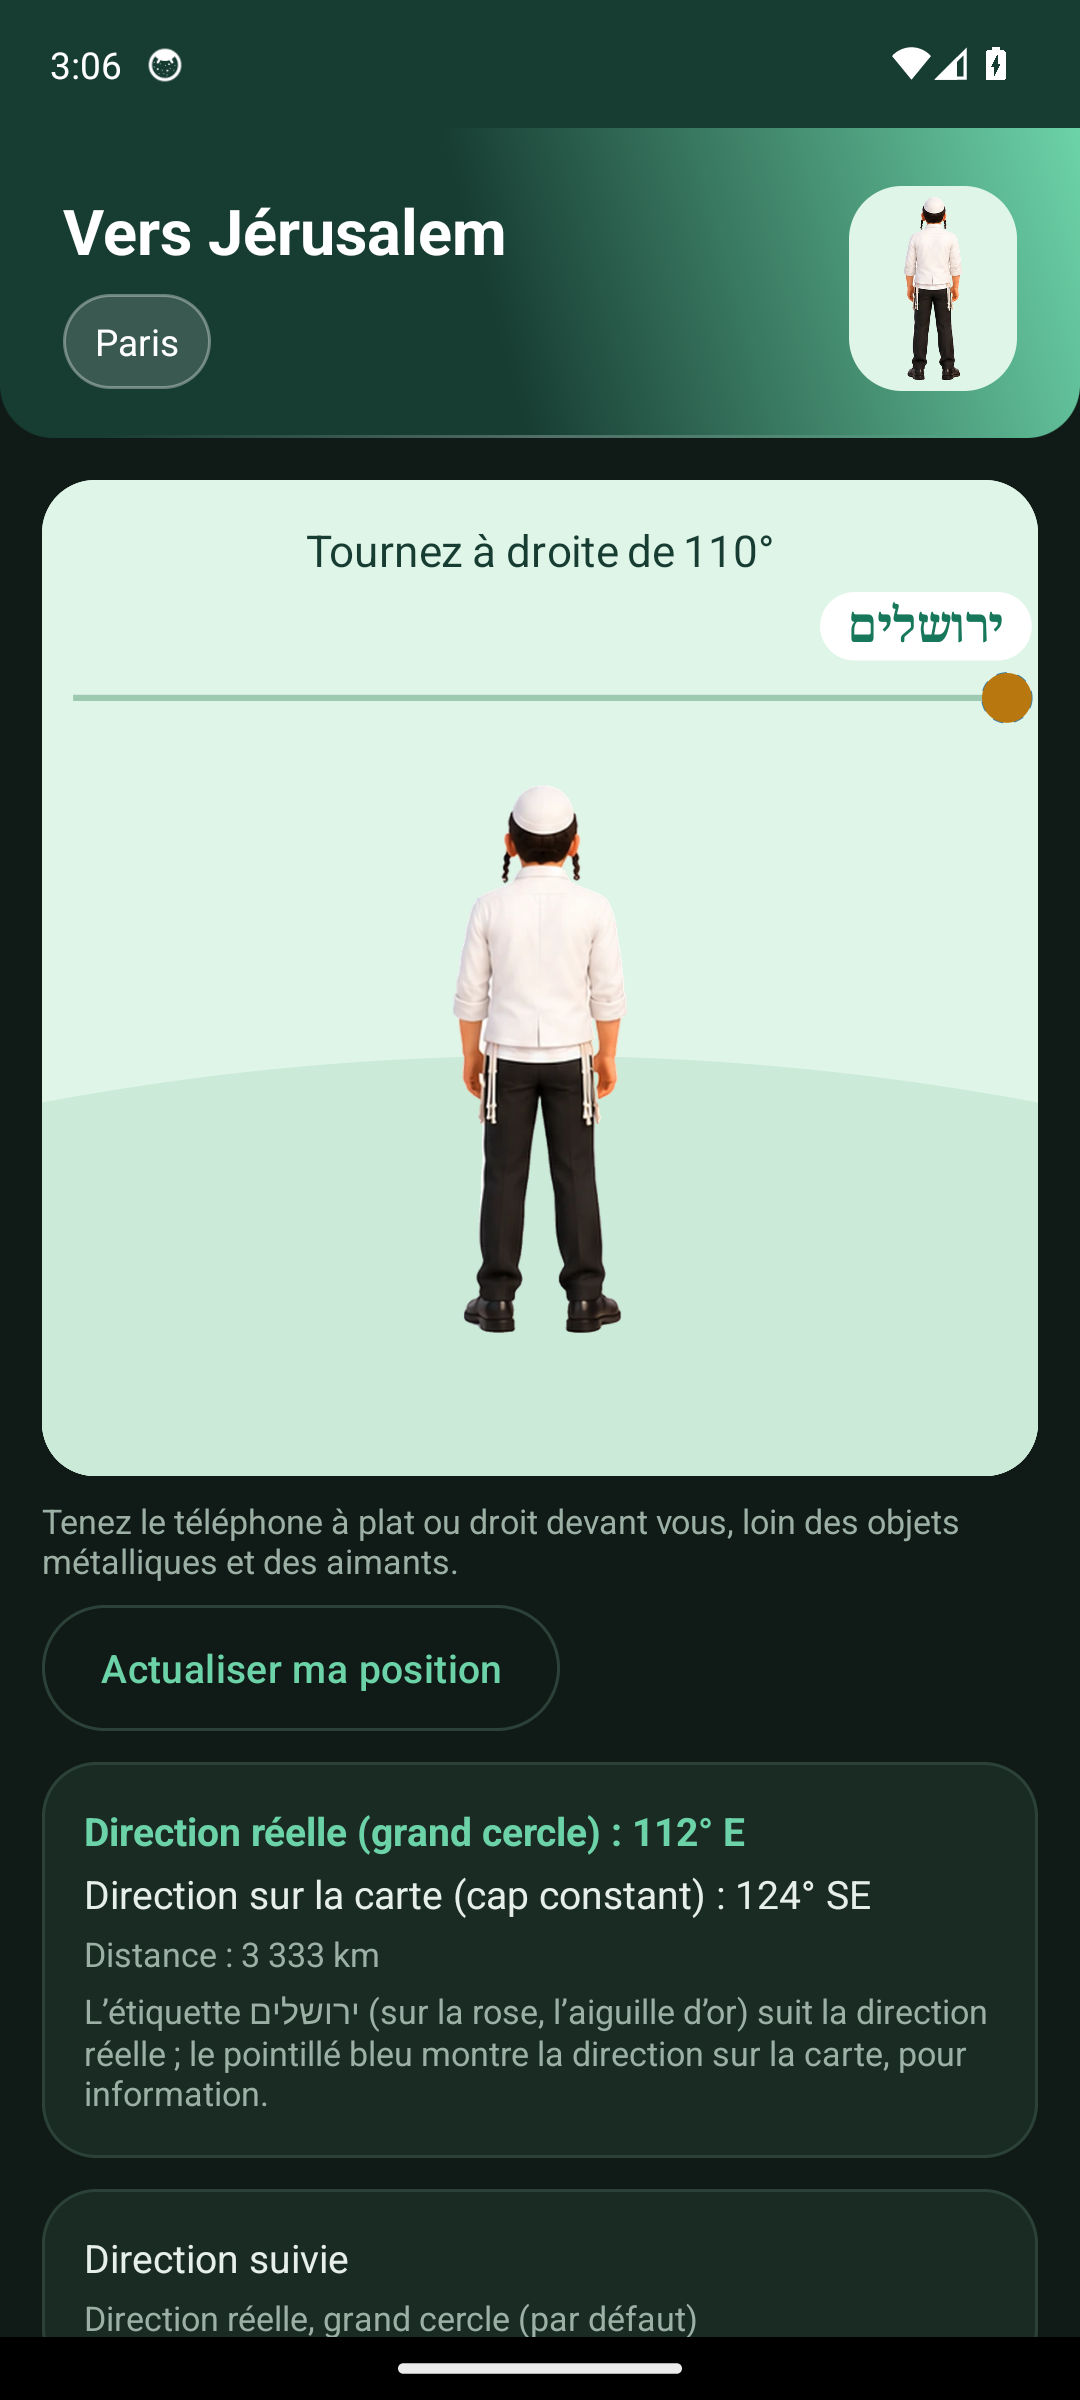 3:06
Vers Jérusalem
Paris
Tournez à droite de 110°
ירושלים
Tenez le téléphone à plat ou droit devant vous, loin des objets
métalliques et des aimants.
Actualiser ma position
Direction réelle (grand cercle) : 112° E
Direction sur la carte (cap constant) : 124° SE
Distance : 3 333 km
L’étiquette ירושלים (sur la rose, l’aiguille d’or) suit la direction
réelle ; le pointillé bleu montre la direction sur la carte, pour
information.
Direction suivie
Direction réelle, grand cercle (par défaut)